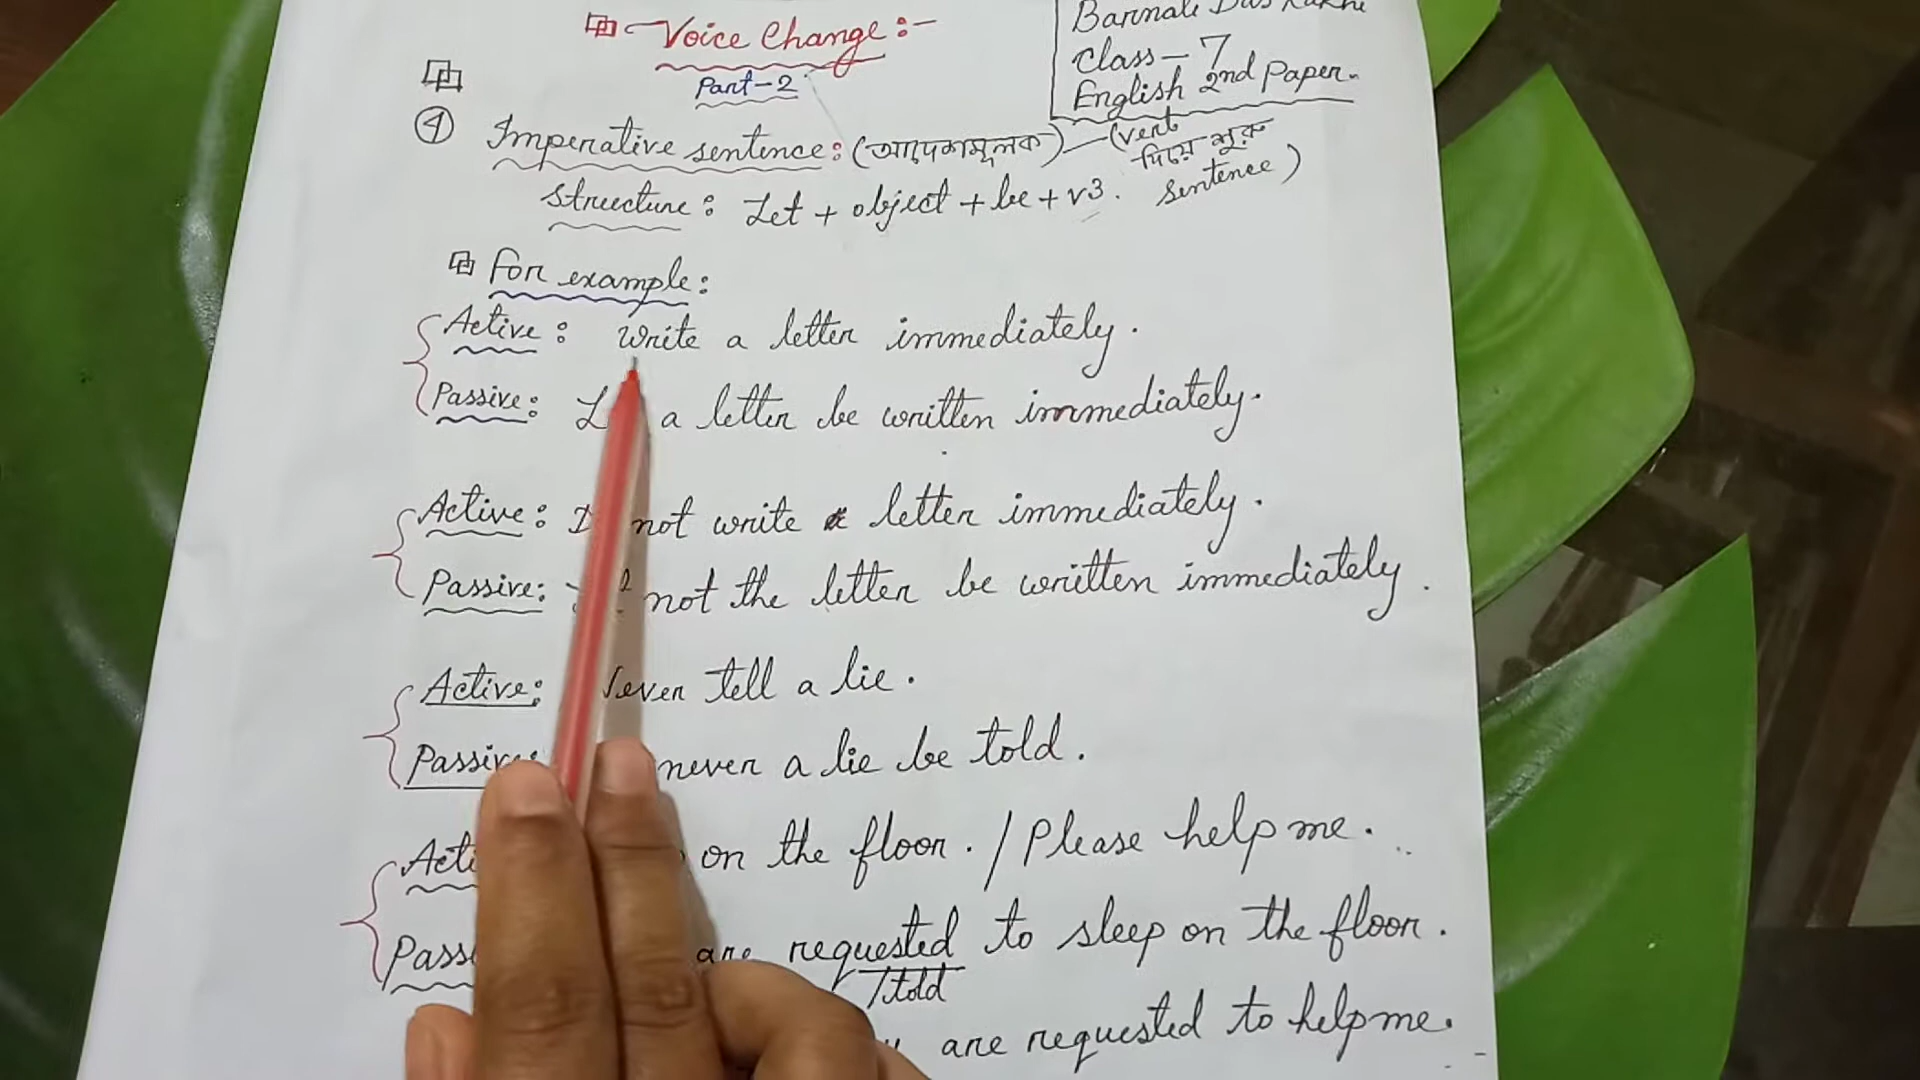 Voice Change:-
Part-2
Class-7
English 2nd Paper.
④ Imperative sentence: (আদেশমূলক) — (verb দিয়ে শুরু sentence)
Structure: Let + object + be + v3.
For example:
Active: Write a letter immediately.
Passive: a letter be written immediately.
Active: not write a letter immediately.
Passive: not the letter be written immediately.
Active: Never tell a lie.
Passive: never a lie be told.
on the floor. / Please help me.
are requested to sleep on the floor.
/told
are requested to help me.